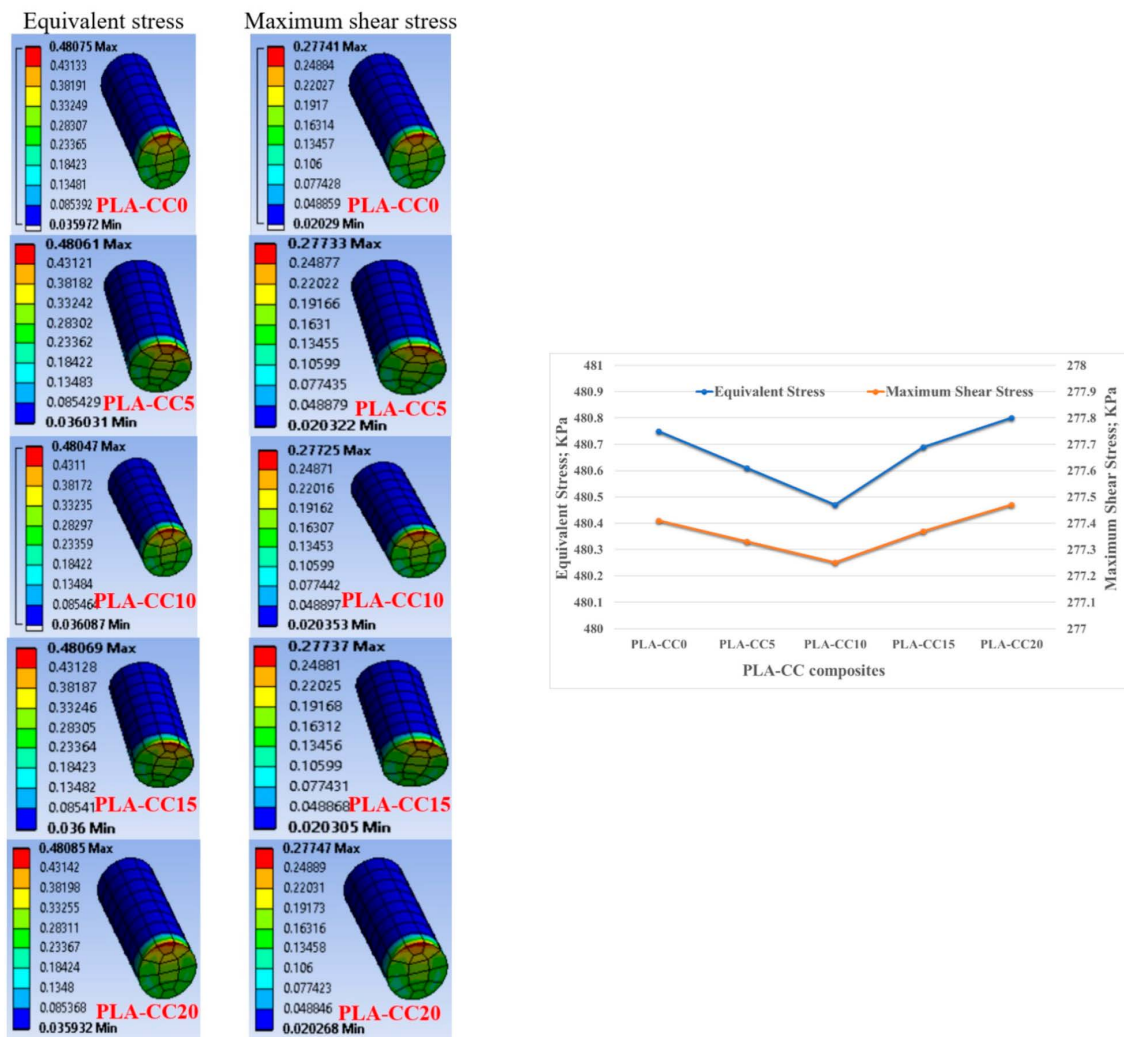 Equivalent stress
Maximum shear stress
0.48075 Max
0.43133
0.38191
0.33249
0.28307
0.23365
0.18423
0.13481
0.085392
0.035972 Min
PLA-CC0
0.27741 Max
0.24884
0.22027
0.1917
0.16314
0.13457
0.106
0.077428
0.048859
0.02029 Min
PLA-CC0
0.48061 Max
0.43121
0.38182
0.33242
0.28302
0.23362
0.18422
0.13483
0.085429
0.036031 Min
PLA-CC5
0.27733 Max
0.24877
0.22022
0.19166
0.1631
0.13455
0.10599
0.077435
0.048879
0.020322 Min
PLA-CC5
0.48047 Max
0.4311
0.38172
0.33235
0.28297
0.23359
0.18422
0.13484
0.085464
0.036087 Min
PLA-CC10
0.27725 Max
0.24871
0.22016
0.19162
0.16307
0.13453
0.10599
0.077442
0.048897
0.020353 Min
PLA-CC10
0.48069 Max
0.43128
0.38187
0.33246
0.28305
0.23364
0.18423
0.13482
0.08541
0.036 Min
PLA-CC15
0.27737 Max
0.24881
0.22025
0.19168
0.16312
0.13456
0.10599
0.077431
0.048868
0.020305 Min
PLA-CC15
0.48085 Max
0.43142
0.38198
0.33255
0.28311
0.23367
0.18424
0.1348
0.085368
0.035932 Min
PLA-CC20
0.27747 Max
0.24889
0.22031
0.19173
0.16316
0.13458
0.106
0.077423
0.048846
0.020268 Min
PLA-CC20
Equivalent Stress; KPa
481
480.9
480.8
480.7
480.6
480.5
480.4
480.3
480.2
480.1
480
Equivalent Stress
Maximum Shear Stress
278
277.9
277.8
277.7
277.6
277.5
277.4
277.3
277.2
277.1
277
Maximum Shear Stress; KPa
PLA-CC0 PLA-CC5 PLA-CC10 PLA-CC15 PLA-CC20
PLA-CC composites